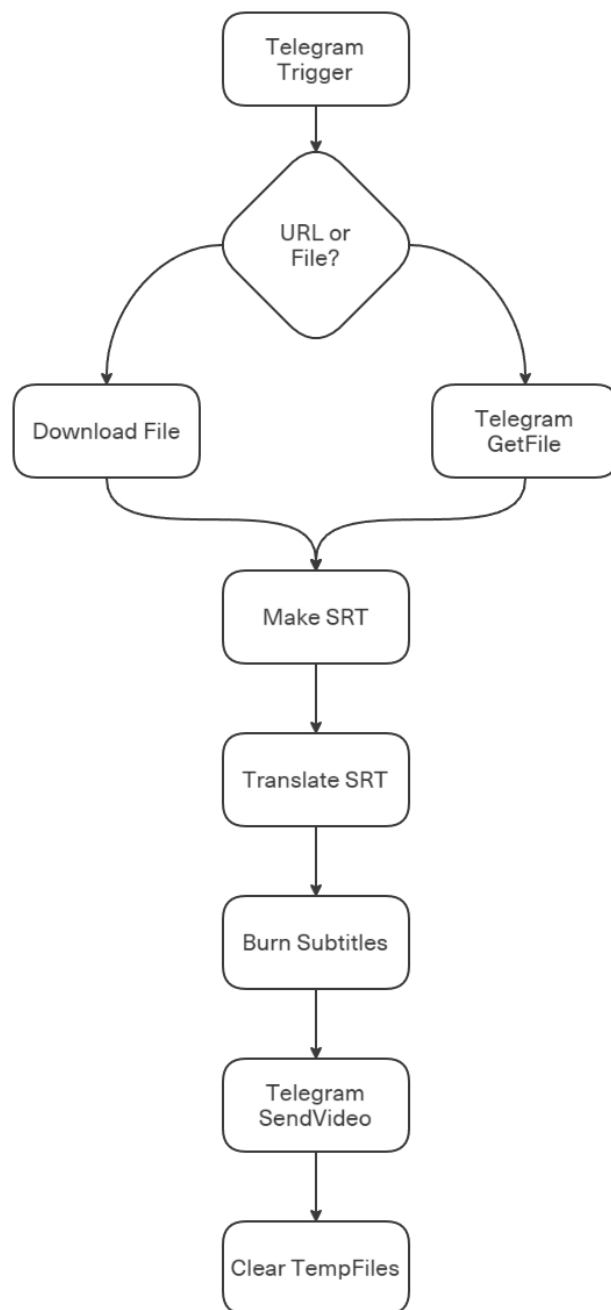 Telegram
Trigger
URL or
File?
Download File
Telegram
GetFile
Make SRT
Translate SRT
Burn Subtitles
Telegram
SendVideo
Clear TempFiles